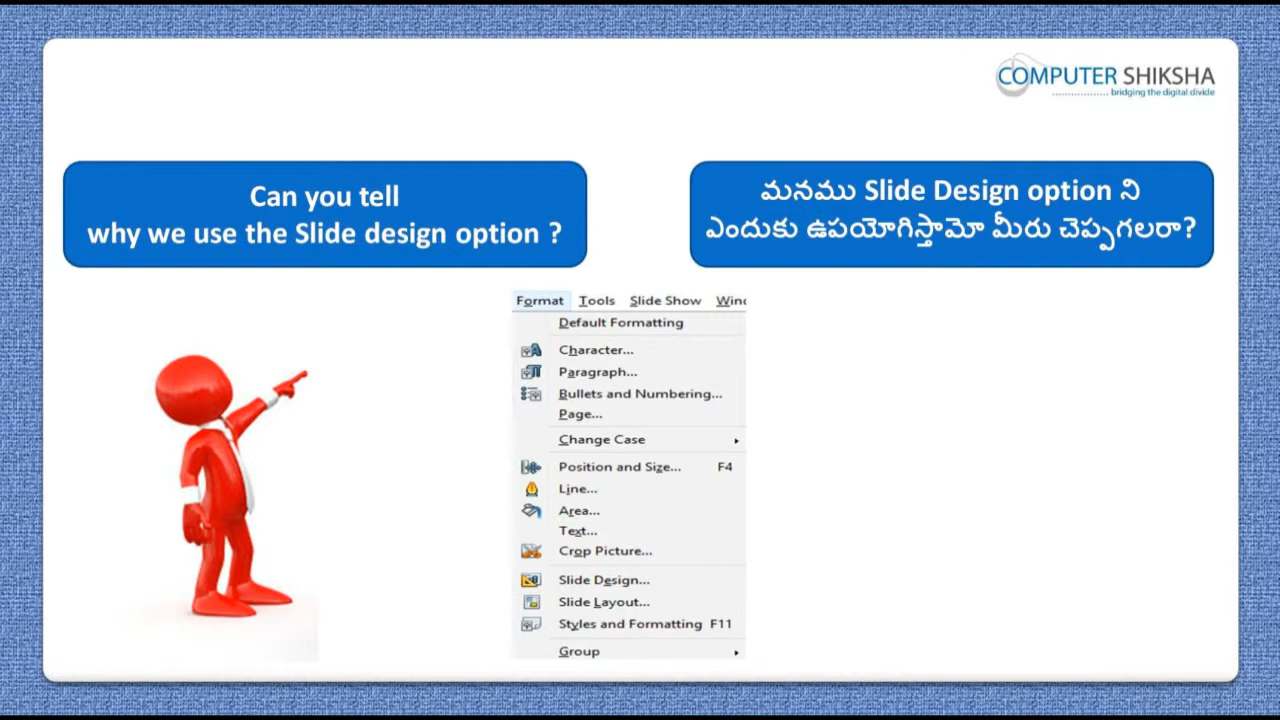 COMPUTER SHIKSHA
bridging the digital divide
Can you tell
why we use the Slide design option ?
మనము Slide Design option ని
ఎందుకు ఉపయోగిస్తామో మీరు చెప్పగలరా?
Format Tools Slide Show Wind
Default Formatting
Character...
Paragraph...
Bullets and Numbering...
Page...
Change Case
Position and Size... F4
Line...
Area...
Text...
Crop Picture...
Slide Design...
Slide Layout...
Styles and Formatting F11
Group